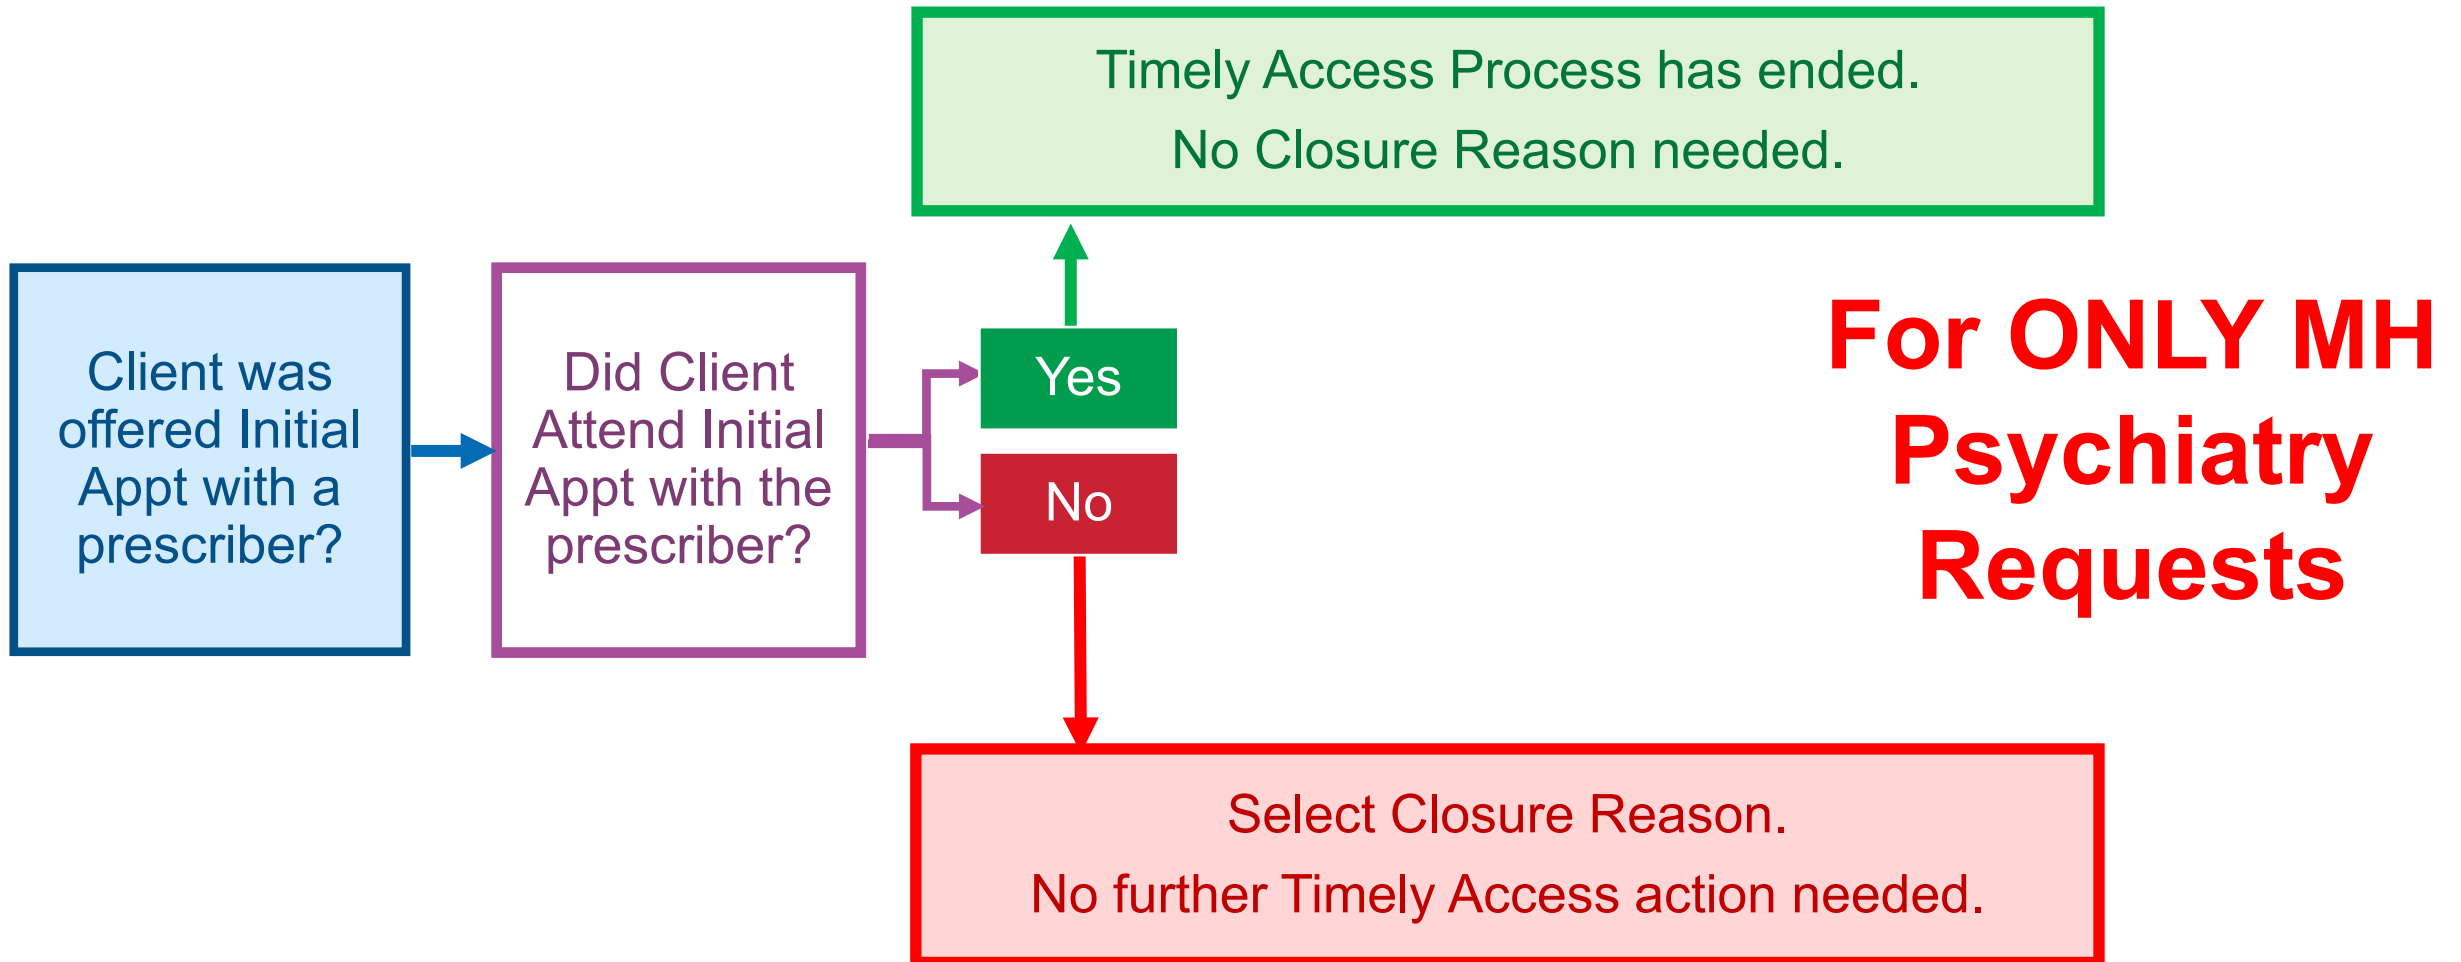 Timely Access Process has ended.
No Closure Reason needed.
Client was
offered Initial
Appt with a
prescriber?
Did Client
Attend Initial
Appt with the
prescriber?
Yes
No
For ONLY MH
Psychiatry
Requests
Select Closure Reason.
No further Timely Access action needed.